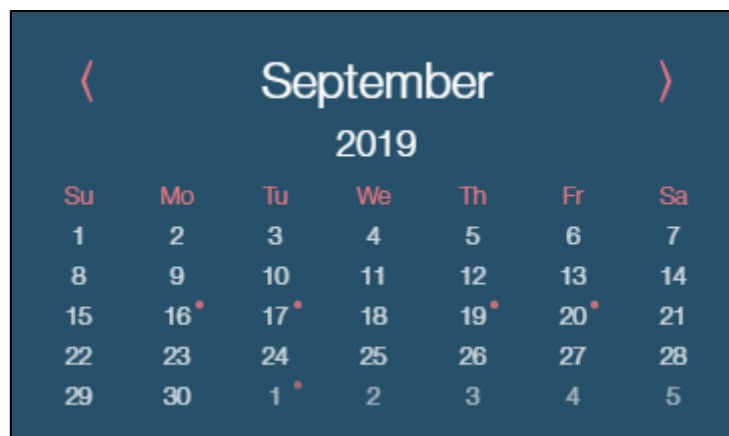 〈 September 〉
2019
Su Mo Tu We Th Fr Sa
1 2 3 4 5 6 7
8 9 10 11 12 13 14
15 16 17 18 19 20 21
22 23 24 25 26 27 28
29 30 1 2 3 4 5